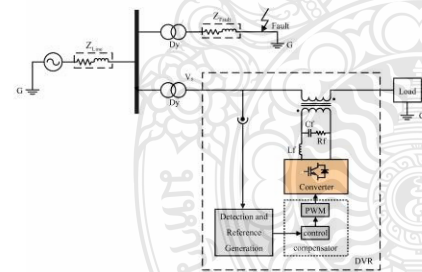 Z_Line
G
Dy
Z_Fault
Fault
G
Dy
V_s
Load
G
Cf
Rf
Lf
Converter
PWM
control
compensator
Detection and
Reference
Generation
DVR